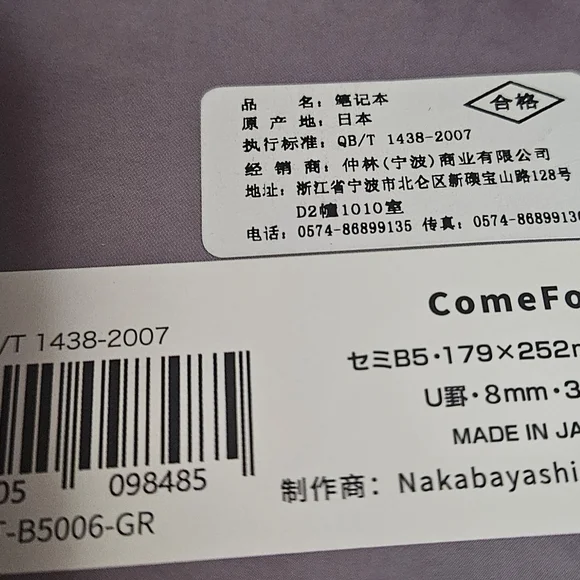 品 名：笔记本
合格
原 产 地：日本
执行标准：QB/T 1438-2007
经 销 商：仲林(宁波)商业有限公司
地址：浙江省宁波市北仑区新碶宝山路128号
D2幢1010室
电话：0574-86899135 传真：0574-8689913
ComeFo
/T 1438-2007
セミB5・179×252
U罫・8mm・3
MADE IN JA
05 098485
制作商：Nakabayashi
T-B5006-GR